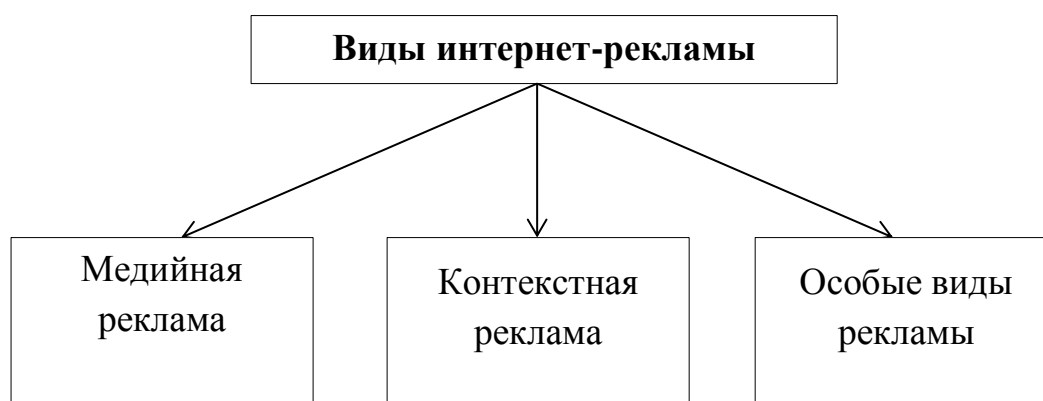 Виды интернет-рекламы
Медийная
реклама
Контекстная
реклама
Особые виды
рекламы